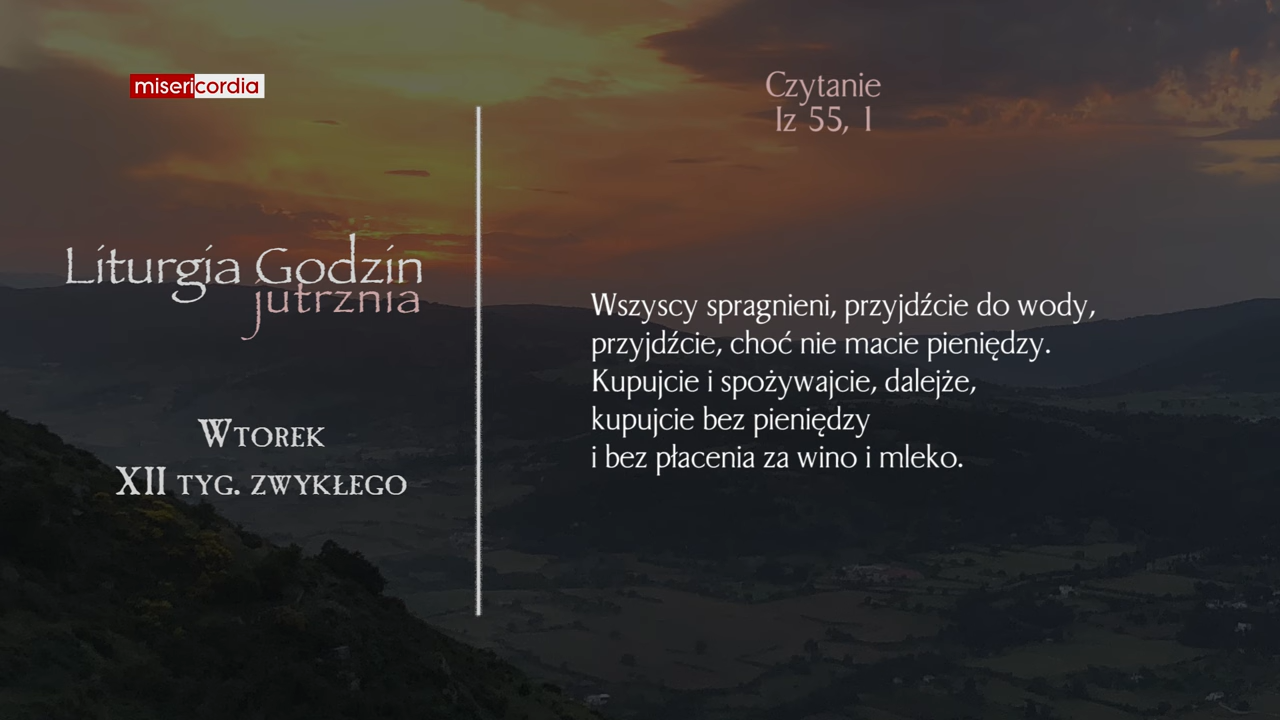 misericordia
Liturgia Godzin
jutrznia
Wtorek
XII tyg. zwykłego
Czytanie
Iz 55, 1
Wszyscy spragnieni, przyjdźcie do wody,
przyjdźcie, choć nie macie pieniędzy.
Kupujcie i spożywajcie, dalejże,
kupujcie bez pieniędzy
i bez płacenia za wino i mleko.